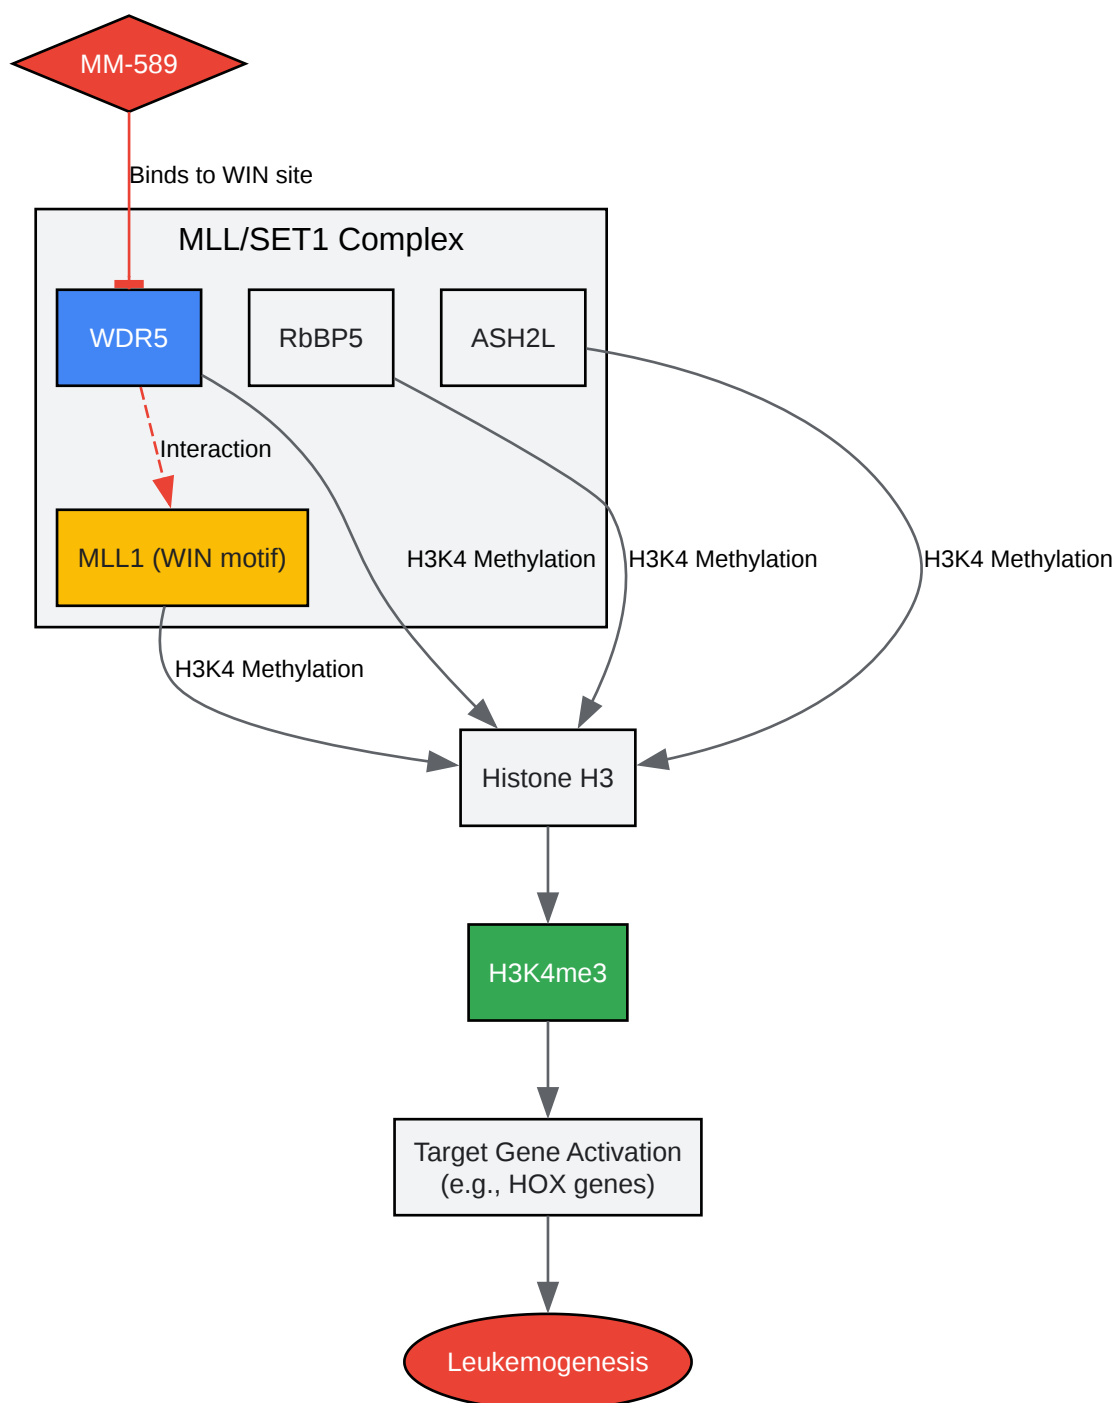 MM-589
Binds to WIN site
MLL/SET1 Complex
WDR5
RbBP5
ASH2L
Interaction
MLL1 (WIN motif)
H3K4 Methylation
H3K4 Methylation
H3K4 Methylation
H3K4 Methylation
Histone H3
H3K4me3
Target Gene Activation
(e.g., HOX genes)
Leukemogenesis